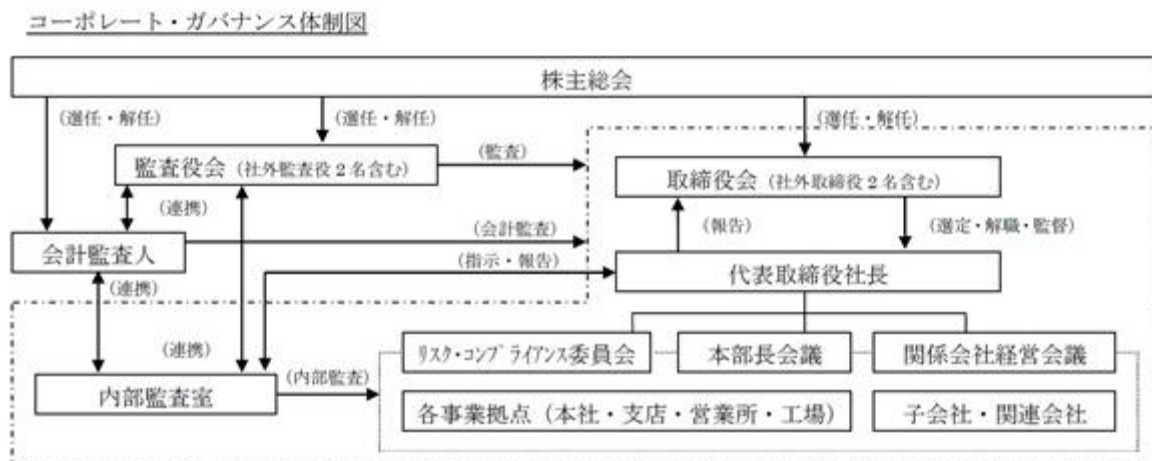 コーポレート・ガバナンス体制図
株主総会
(選任・解任)
(選任・解任)
(選任・解任)
監査役会（社外監査役2名含む）
(監査)
取締役会（社外取締役2名含む）
(連携)
会計監査人
(会計監査)
(報告)
(選定・解職・監督)
(指示・報告)
代表取締役社長
(連携)
(連携)
ﾘｽｸ・ｺﾝﾌﾟﾗｲｱﾝｽ委員会
本部長会議
関係会社経営会議
内部監査室
(内部監査)
各事業拠点（本社・支店・営業所・工場）
子会社・関連会社